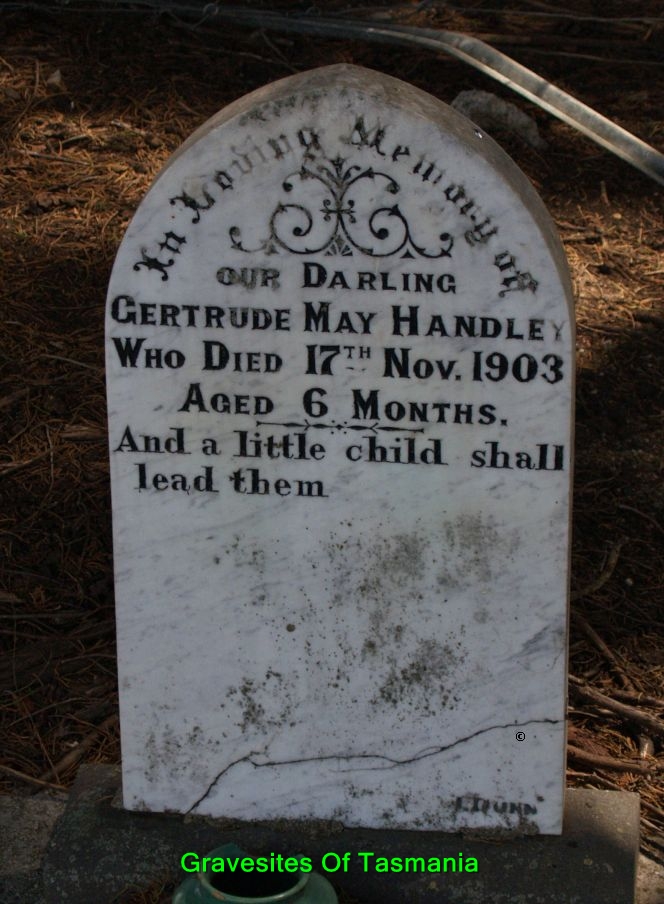 In Loving Memory of
OUR DARLING
GERTRUDE MAY HANDLEY
WHO DIED 17TH NOV. 1903
AGED 6 MONTHS.
And a little child shall
lead them
©
Gravesites Of Tasmania